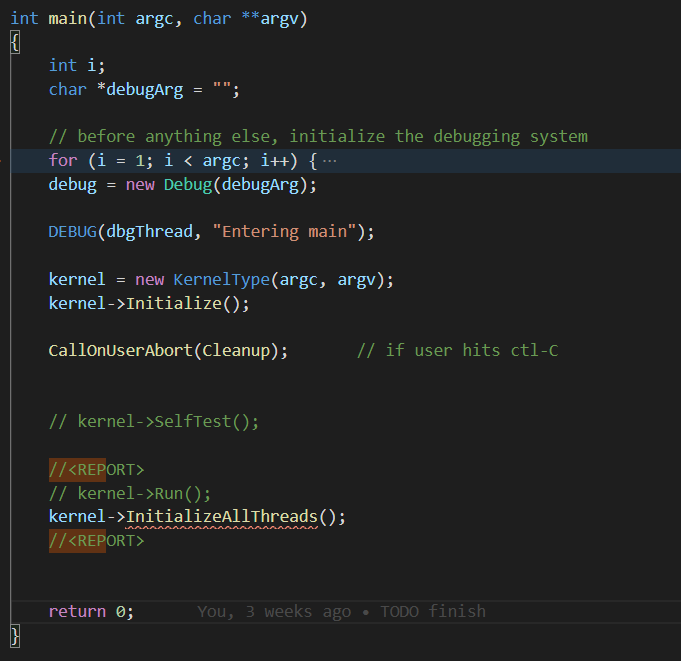 int main(int argc, char **argv)
{
int i;
char *debugArg = "";
// before anything else, initialize the debugging system
for (i = 1; i < argc; i++) { ···
debug = new Debug(debugArg);
DEBUG(dbgThread, "Entering main");
kernel = new KernelType(argc, argv);
kernel->Initialize();
CallOnUserAbort(Cleanup);       // if user hits ctl-C
// kernel->SelfTest();
//<REPORT>
// kernel->Run();
kernel->InitializeAllThreads();
//<REPORT>
return 0;       You, 3 weeks ago • TODO finish
}